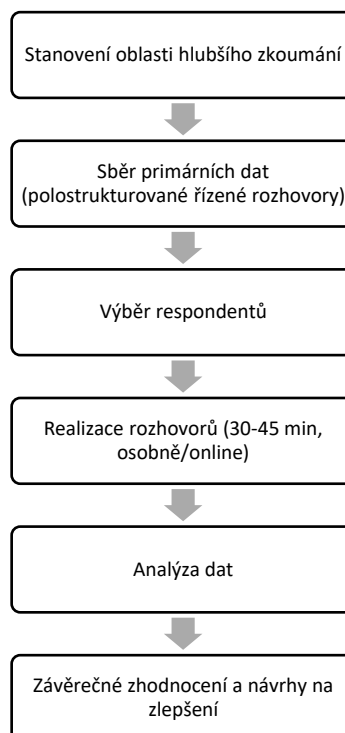 Stanovení oblasti hlubšího zkoumání
Sběr primárních dat
(polostrukturované řízené rozhovory)
Výběr respondentů
Realizace rozhovorů (30-45 min,
osobně/online)
Analýza dat
Závěrečné zhodnocení a návrhy na
zlepšení